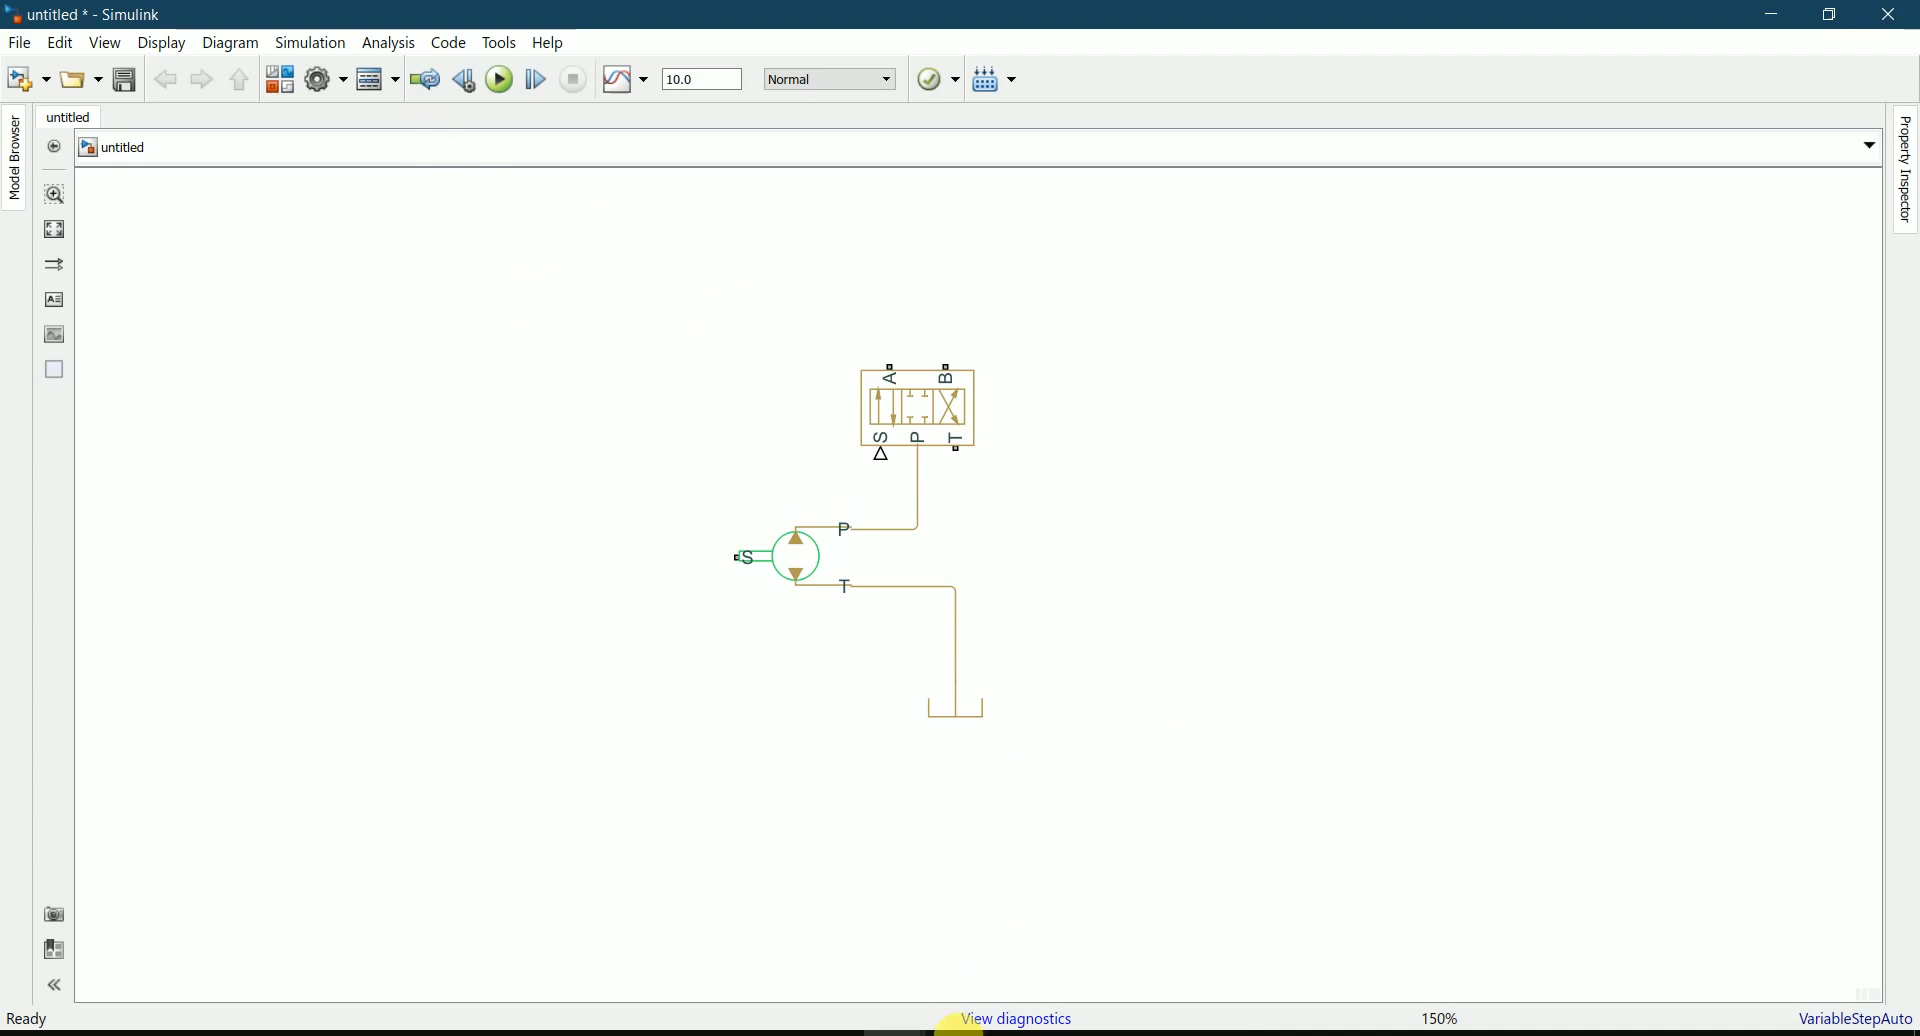 untitled * - Simulink
File Edit View Display Diagram Simulation Analysis Code Tools Help
10.0 Normal
untitled
untitled
Model Browser
Property Inspector
A B
S P T
P
S
T
Ready View diagnostics 150% VariableStepAuto